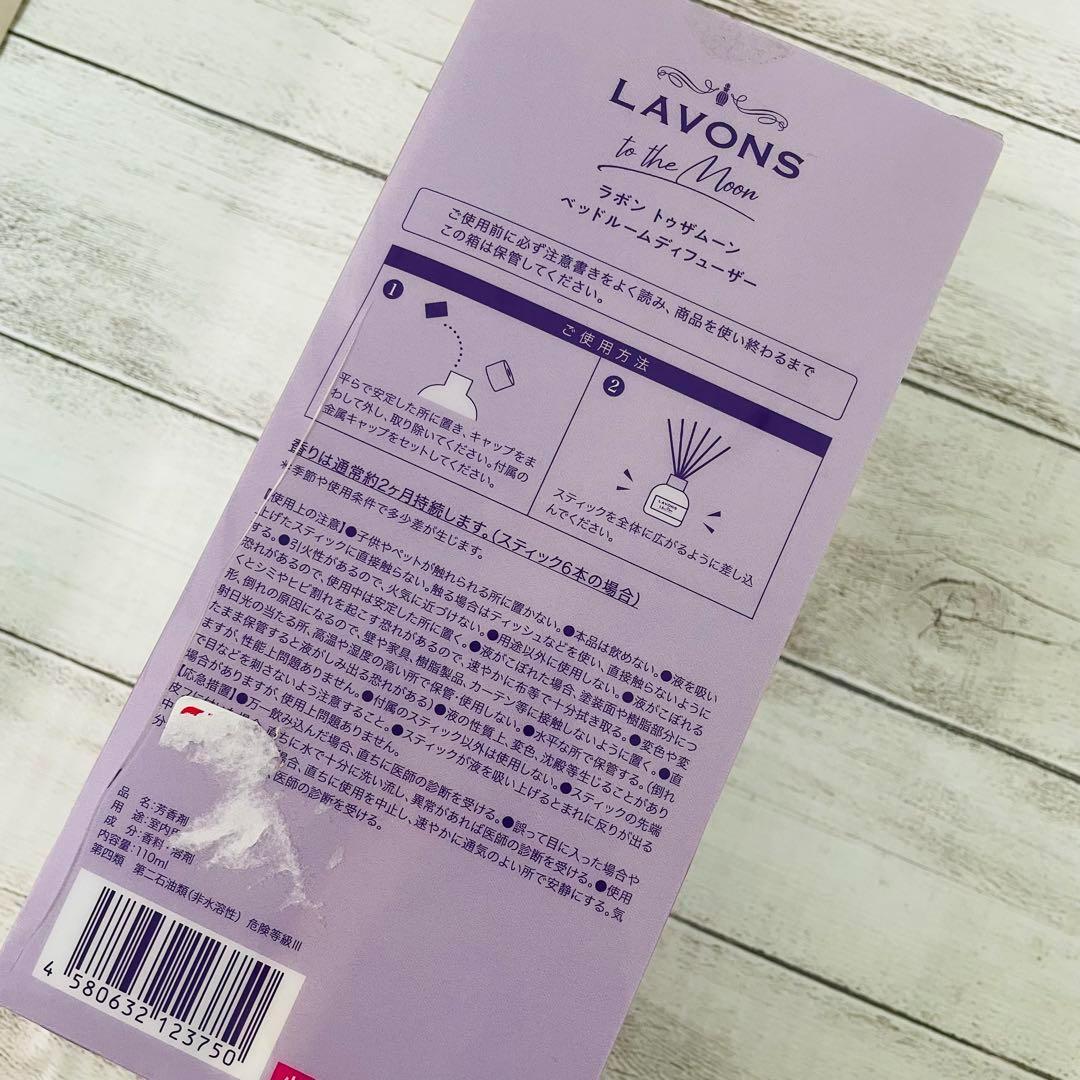 LAVONS
to the Moon
ラボン トゥザムーン
ベッドルームディフューザー
ご使用前に必ず注意書きをよく読み、商品を使い終わるまで
この箱は保管してください。
ご使用方法
1
平らで安定した所に置き、キャップをま
わして外し、取り除いてください。付属の
金属キャップをセットしてください。
2
スティックを全体に広がるように差し込
んでください。
香りは通常約2ヶ月持続します。(スティック6本の場合)
*季節や使用条件で多少差が生じます。
【使用上の注意】●子供やペットが触れられる所に置かない。●本品は飲めない。●液を吸い
上げたスティックに直接触らない。触る場合はティッシュなどを使い、直接触らないように
する。●引火性があるので、火気に近づけない。●用途以外に使用しない。●液がこぼれる
恐れがあるので、使用中は安定した所に置く。●液がこぼれた場合、塗装面や樹脂部分につ
くとシミやヒビ割れを起こす恐れがあるので、速やかに布等で十分拭き取る。●変色や変
形、倒れの原因になるので、壁や家具、樹脂製品、カーテン等に接触しないように置く。●直
射日光の当たる所、高温や湿度の高い所で保管・使用しない。●水平な所で保管する。(倒れ
たまま保管すると液がしみ出る恐れがある)●液の性質上、変色、沈殿等生じることがあり
ますが、性能上問題ありません。●付属のスティック以外は使用しない。●スティックの先端
で目などを刺さないよう注意すること。●スティックが液を吸い上げるとまれに反りが出る
場合がありますが、使用上問題ありません。
【応急措置】●万一飲み込んだ場合、直ちに医師の診断を受ける。●誤って目に入った場合や
皮 直ちに水で十分に洗い流し、異常があれば医師の診断を受ける。●使用
中 場合、直ちに使用を中止し、速やかに通気のよい所で安静にする。気
分 医師の診断を受ける。
品 名:芳香剤
用 途:室内用
成 分:香料・溶剤
内容量:110ml
第四類 第二石油類(非水溶性) 危険等級III
4 580632 123750